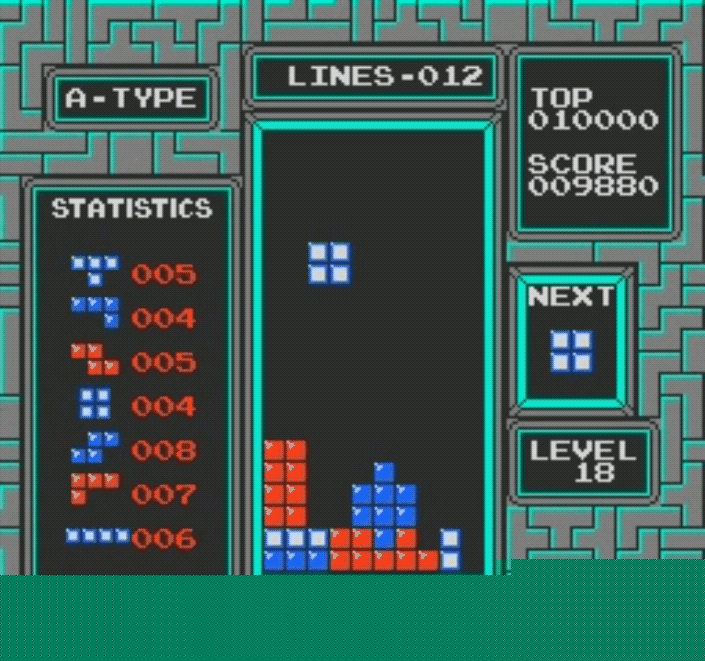 LINES-012
A-TYPE
TOP
010000
SCORE
009880
STATISTICS
005
004
005
004
008
007
006
NEXT
LEVEL
18